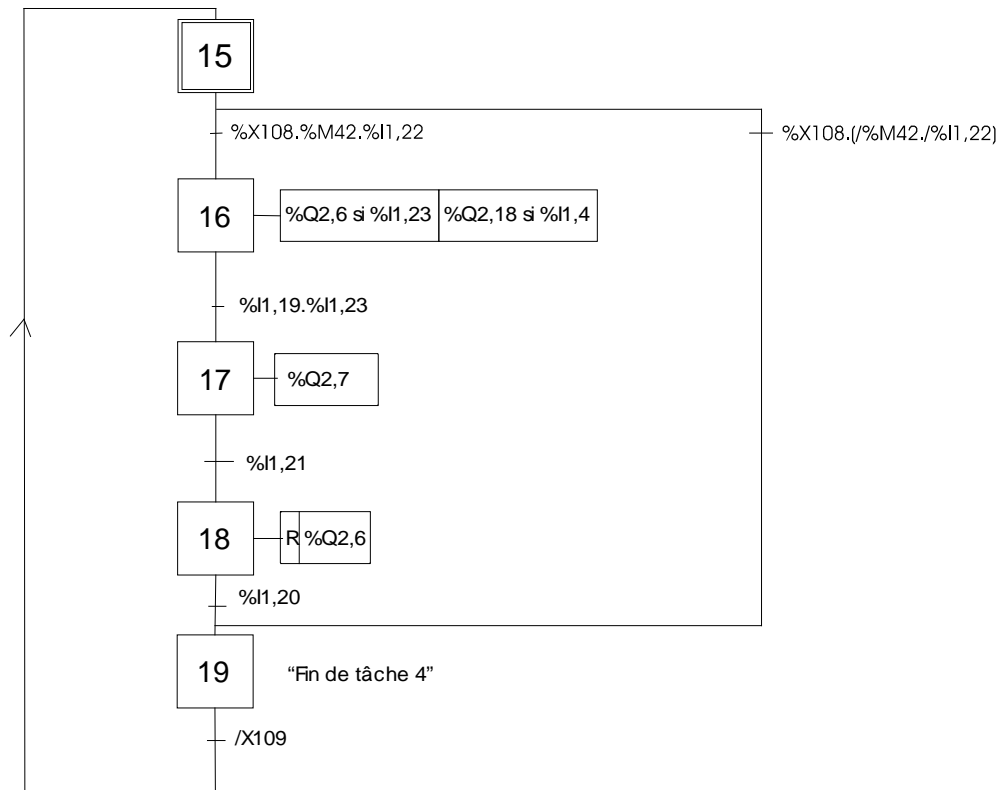 15
%X108.%M42.%I1,22
%X108.(/%M42./%I1,22)
16
%Q2,6 si %I1,23
%Q2,18 si %I1,4
%I1,19.%I1,23
17
%Q2,7
%I1,21
18
R %Q2,6
%I1,20
19
“Fin de tâche 4”
/X109